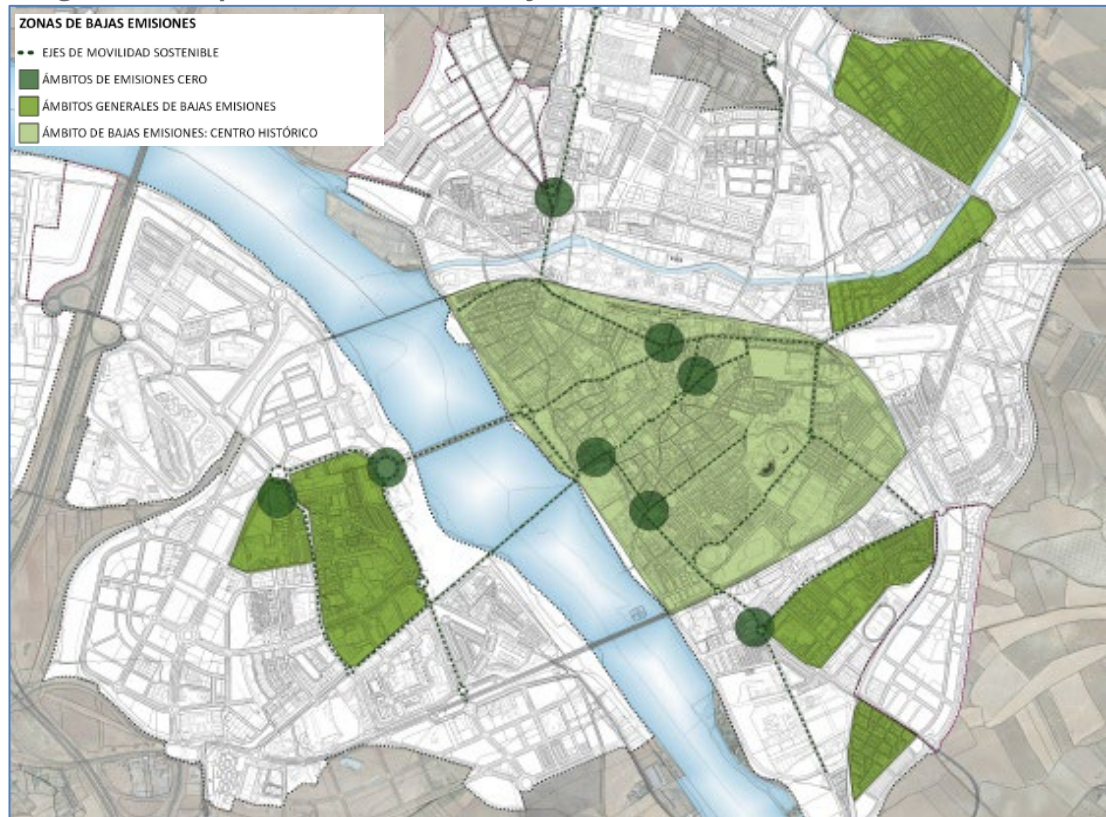 ZONAS DE BAJAS EMISIONES
EJES DE MOVILIDAD SOSTENIBLE
ÁMBITOS DE EMISIONES CERO
ÁMBITOS GENERALES DE BAJAS EMISIONES
ÁMBITO DE BAJAS EMISIONES: CENTRO HISTÓRICO